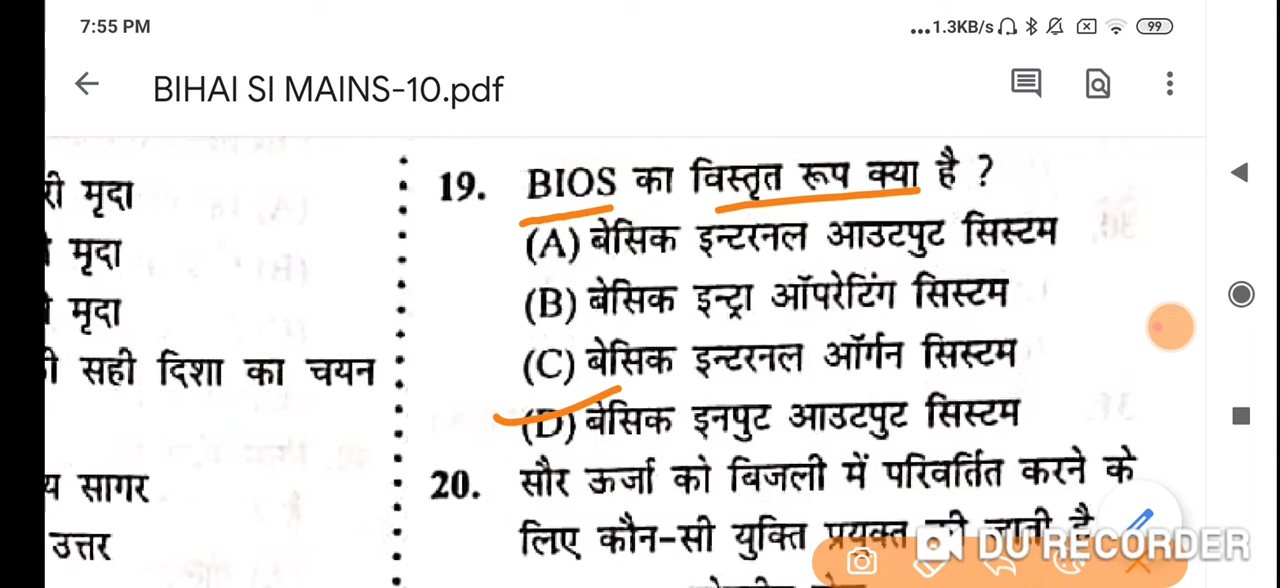 7:55 PM
...1.3KB/s
99
BIHAI SI MAINS-10.pdf
री मृदा
मृदा
मृदा
सही दिशा का चयन
य सागर
उत्तर
19. BIOS का विस्तृत रूप क्या है ?
(A) बेसिक इन्टरनल आउटपुट सिस्टम
(B) बेसिक इन्ट्रा ऑपरेटिंग सिस्टम
(C) बेसिक इन्टरनल ऑर्गन सिस्टम
(D) बेसिक इनपुट आउटपुट सिस्टम
20. सौर ऊर्जा को बिजली में परिवर्तित करने के
लिए कौन-सी युक्ति प्रयक्त की जाती है
DU RECORDER